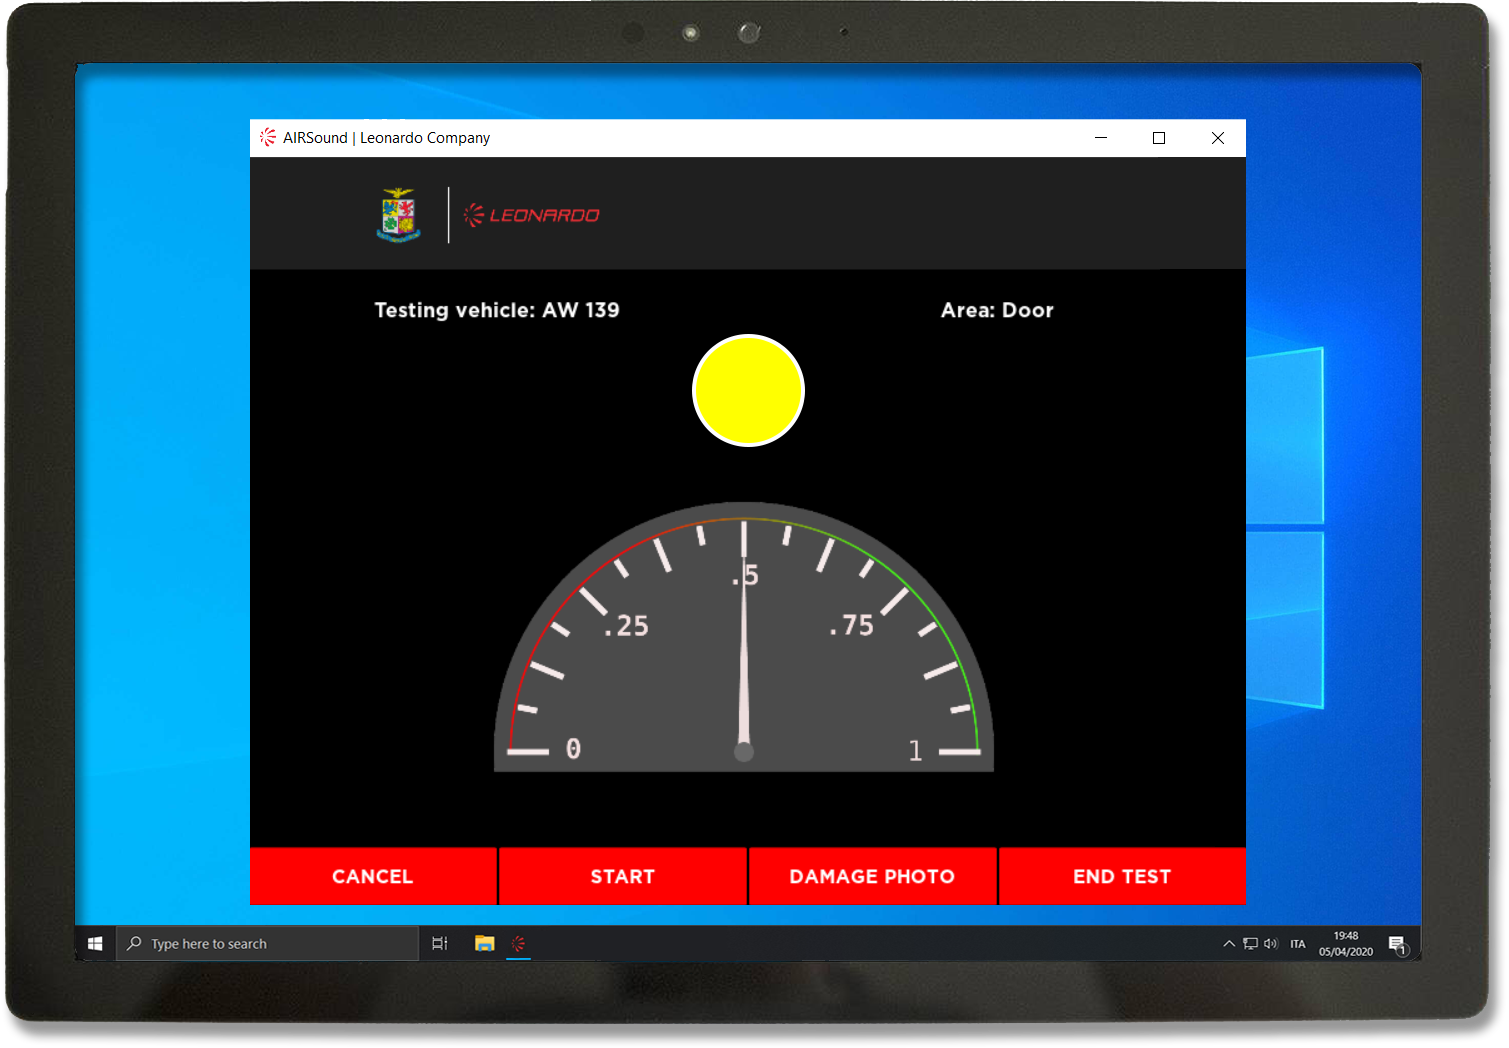 AIRSound | Leonardo Company
LEONARDO
Testing vehicle: AW 139
Area: Door
.5
.25
.75
0
1
CANCEL
START
DAMAGE PHOTO
END TEST
Type here to search
ITA
19:48
05/04/2020
1